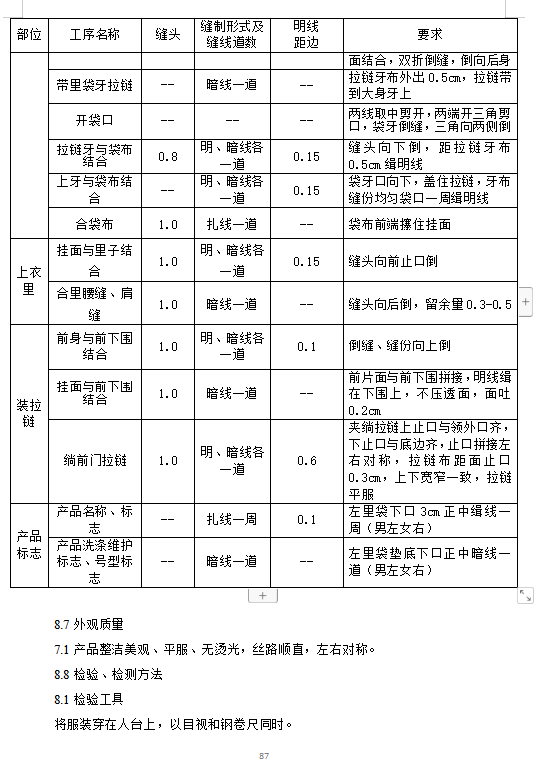 部位 工序名称 缝头 缝制形式及 明线 要求
缝线道数 距边
面结合，双折倒缝，倒向后身
带里袋牙拉链 -- 暗线一道 -- 拉链牙布外出0.5cm，拉链带
到大身牙上
开袋口 -- -- -- 两线取中剪开，两端开三角剪
口，袋牙倒缝，三角向两侧倒
拉链牙与袋布 0.8 明、暗线各 0.15 缝头向下倒，距拉链牙布
结合 一道 0.5cm 缉明线
上牙与袋布结 -- 明、暗线各 0.15 袋牙口向下，盖住拉链，牙布
合 一道 缝份均匀袋口一周缉明线
合袋布 1.0 扎线一道 -- 袋布前端攥住挂面
上衣
里
挂面与里子结 1.0 明、暗线各 0.15 缝头向前止口倒
合 一道
合里腰缝、肩 1.0 暗线一道 -- 缝头向后倒，留余量0.3-0.5
缝
装拉
链
前身与前下围 1.0 明、暗线各 0.1 倒缝、缝份向上倒
结合 一道
挂面与前下围 1.0 暗线一道 -- 前片面与前下围拼接，明线缉
结合 在下围上，不压透面，面吐
0.2cm
绱前门拉链 1.0 明、暗线各 0.6 夹绱拉链上止口与领外口齐，
一道 下止口与底边齐，止口拼接左
右对称，拉链布距面止口
0.3cm，上下宽窄一致，拉链
平服
产品
标志
产品名称、标 -- 扎线一周 0.1 左里袋下口3cm正中缉线一
志 周（男左女右）
产品洗涤维护 -- 暗线一道 -- 左里袋垫底下口正中暗线一
标志、号型标 道（男左女右）
志
8.7 外观质量
7.1 产品整洁美观、平服、无烫光，丝路顺直，左右对称。
8.8 检验、检测方法
8.1 检验工具
将服装穿在人台上，以目视和钢卷尺同时。
87